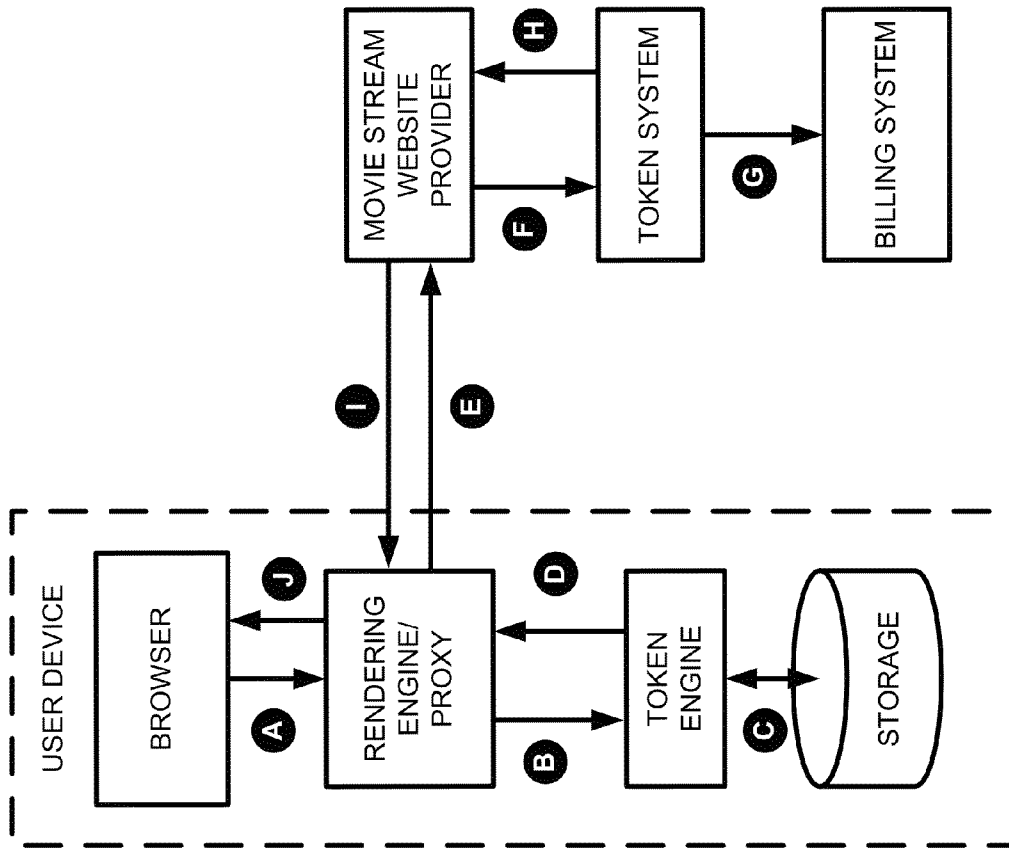 USER DEVICE
BROWSER
A
J
RENDERING
ENGINE/
PROXY
B
D
TOKEN
ENGINE
C
STORAGE
I
E
MOVIE STREAM
WEBSITE
PROVIDER
F
H
TOKEN SYSTEM
G
BILLING SYSTEM